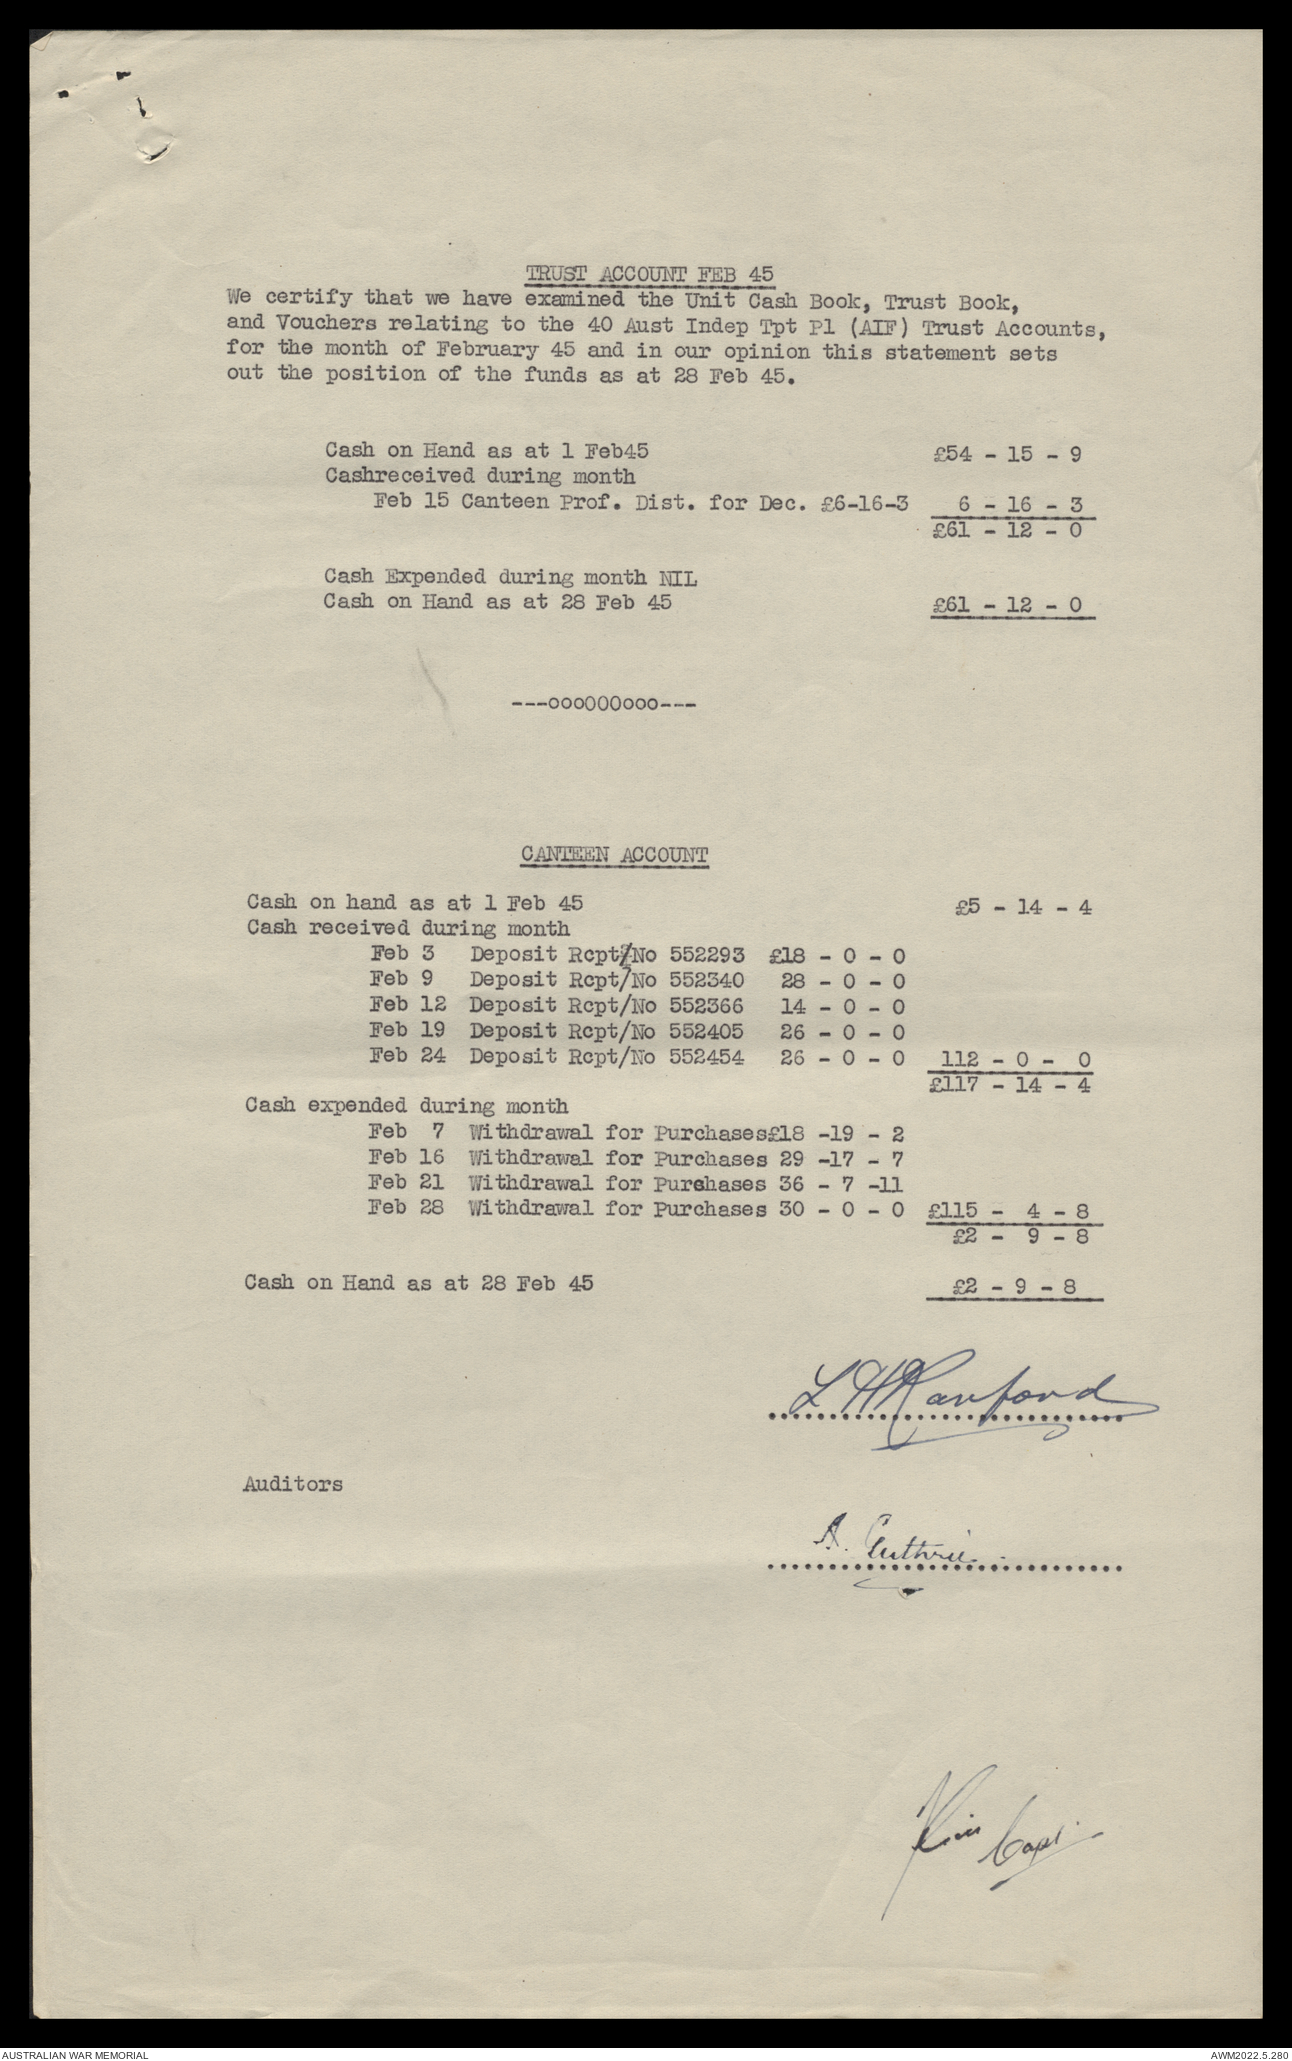 TRUST ACCOUNT FEB 45
We certify that we have examined the Unit Cash Book, Trust Book,
and Vouchers relating to the 40 Aust Indep Tpt Pl (AIF) Trust Accounts,
for the month of February 45 and in our opinion this statement sets
out the position of the funds as at 28 Feb 45.
Cash on Hand as at 1 Feb45 £54 - 15 - 9
Cashreceived during month
Feb 15 Canteen Prof. Dist. for Dec. £6-16-3 6 - 16 - 3
£61 - 12 - 0
Cash Expended during month NIL
Cash on Hand as at 28 Feb 45 £61 - 12 - 0
---ooo000ooo---
CANTEEN ACCOUNT
Cash on hand as at 1 Feb 45 £5 - 14 - 4
Cash received during month
Feb 3 Deposit Rcpt/No 552293 £18 - 0 - 0
Feb 9 Deposit Rcpt/No 552340 28 - 0 - 0
Feb 12 Deposit Rcpt/No 552366 14 - 0 - 0
Feb 19 Deposit Rcpt/No 552405 26 - 0 - 0
Feb 24 Deposit Rcpt/No 552454 26 - 0 - 0 112 - 0 - 0
£117 - 14 - 4
Cash expended during month
Feb 7 Withdrawal for Purchases£18 -19 - 2
Feb 16 Withdrawal for Purchases 29 -17 - 7
Feb 21 Withdrawal for Purchases 36 - 7 -11
Feb 28 Withdrawal for Purchases 30 - 0 - 0 £115 - 4 - 8
£2 - 9 - 8
Cash on Hand as at 28 Feb 45 £2 - 9 - 8
L H Ranford
Auditors
A. Guthrie
Capt.
AUSTRALIAN WAR MEMORIAL
AWM2022.5.280